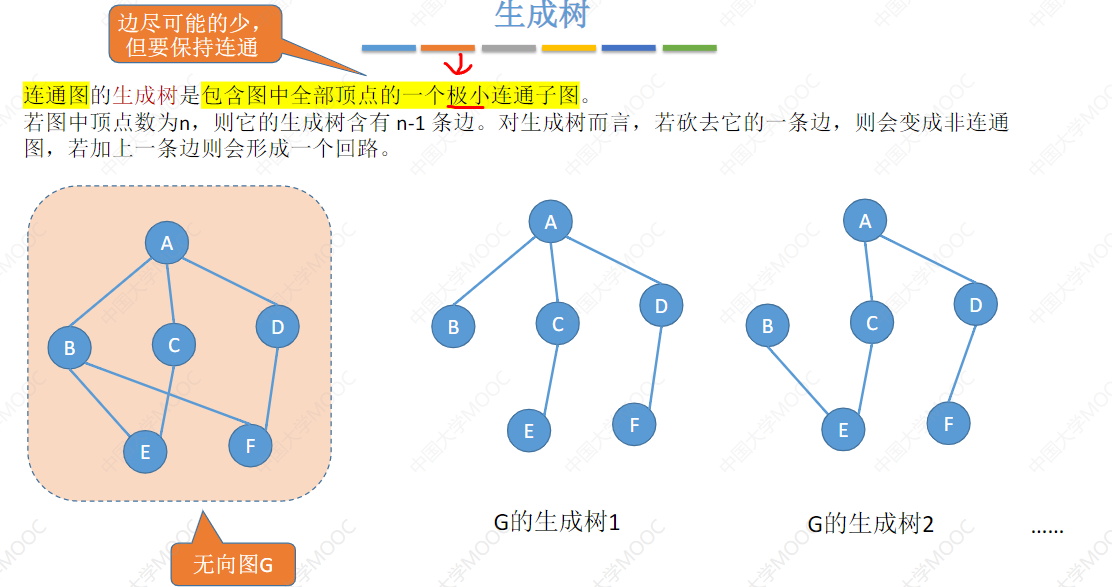 生成树
边尽可能的少，
但要保持连通
连通图的生成树是包含图中全部顶点的一个极小连通子图。
若图中顶点数为n，则它的生成树含有 n-1 条边。对生成树而言，若砍去它的一条边，则会变成非连通
图，若加上一条边则会形成一个回路。
A
B
C
D
E
F
无向图G
A
B
C
D
E
F
G的生成树1
A
B
C
D
E
F
G的生成树2
......
中国大学MOOC